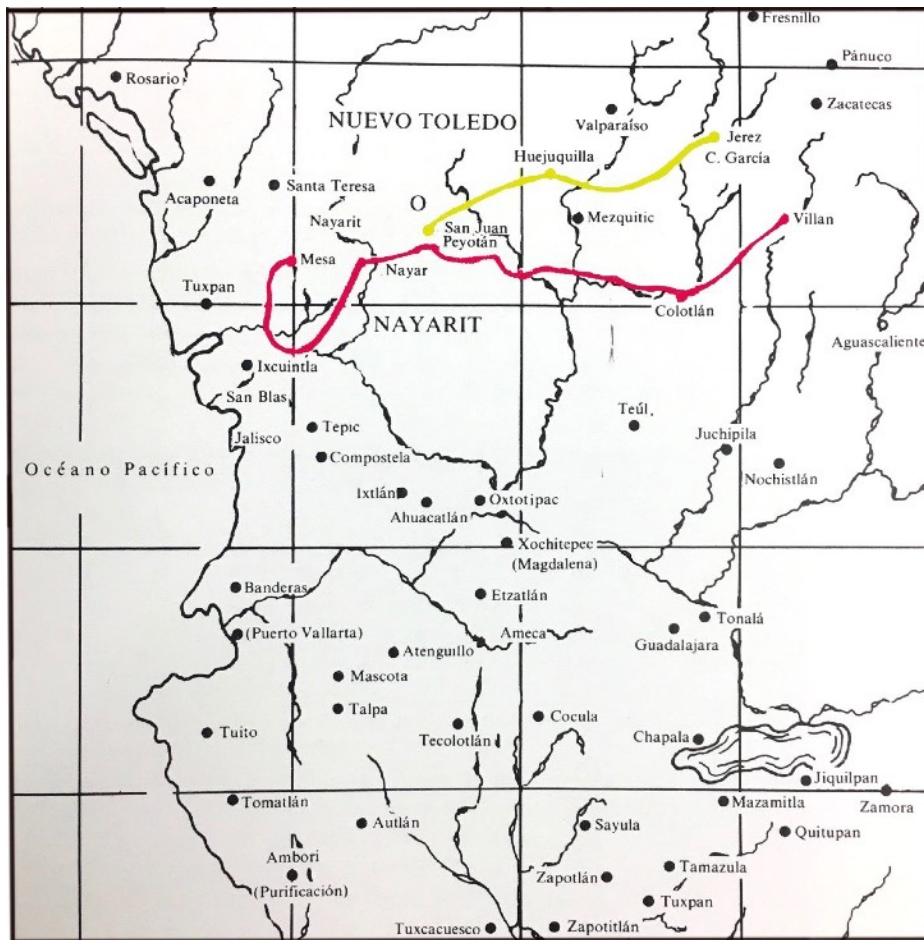 Fresnillo
Pánuco
Rosario
Zacatecas
NUEVO TOLEDO
Valparaíso
Jerez
C. García
Huejuquilla
Acaponeta
Santa Teresa
O
Nayarit
San Juan
Peyotán
Mezquitic
Villan
Mesa
Nayar
Tuxpan
Colotlán
NAYARIT
Aguascaliente
Ixcuintla
San Blas
Teúl
Tepic
Jalisco
Juchipila
Compostela
Océano Pacífico
Nochistlán
Ixtlán
Ahuacatlán
Oxtotipac
Xochitepec
(Magdalena)
Banderas
Etzatlán
Tonalá
(Puerto Vallarta)
Ameca
Guadalajara
Atenguillo
Mascota
Talpa
Tuito
Tecolotlán
Cocula
Chapala
Jiquilpan
Tomatlán
Mazamitla
Zamora
Autlán
Sayula
Quitupan
Ambori
(Purificación)
Tamazula
Zapotlán
Tuxpan
Tuxcacuesco
Zapotitlán